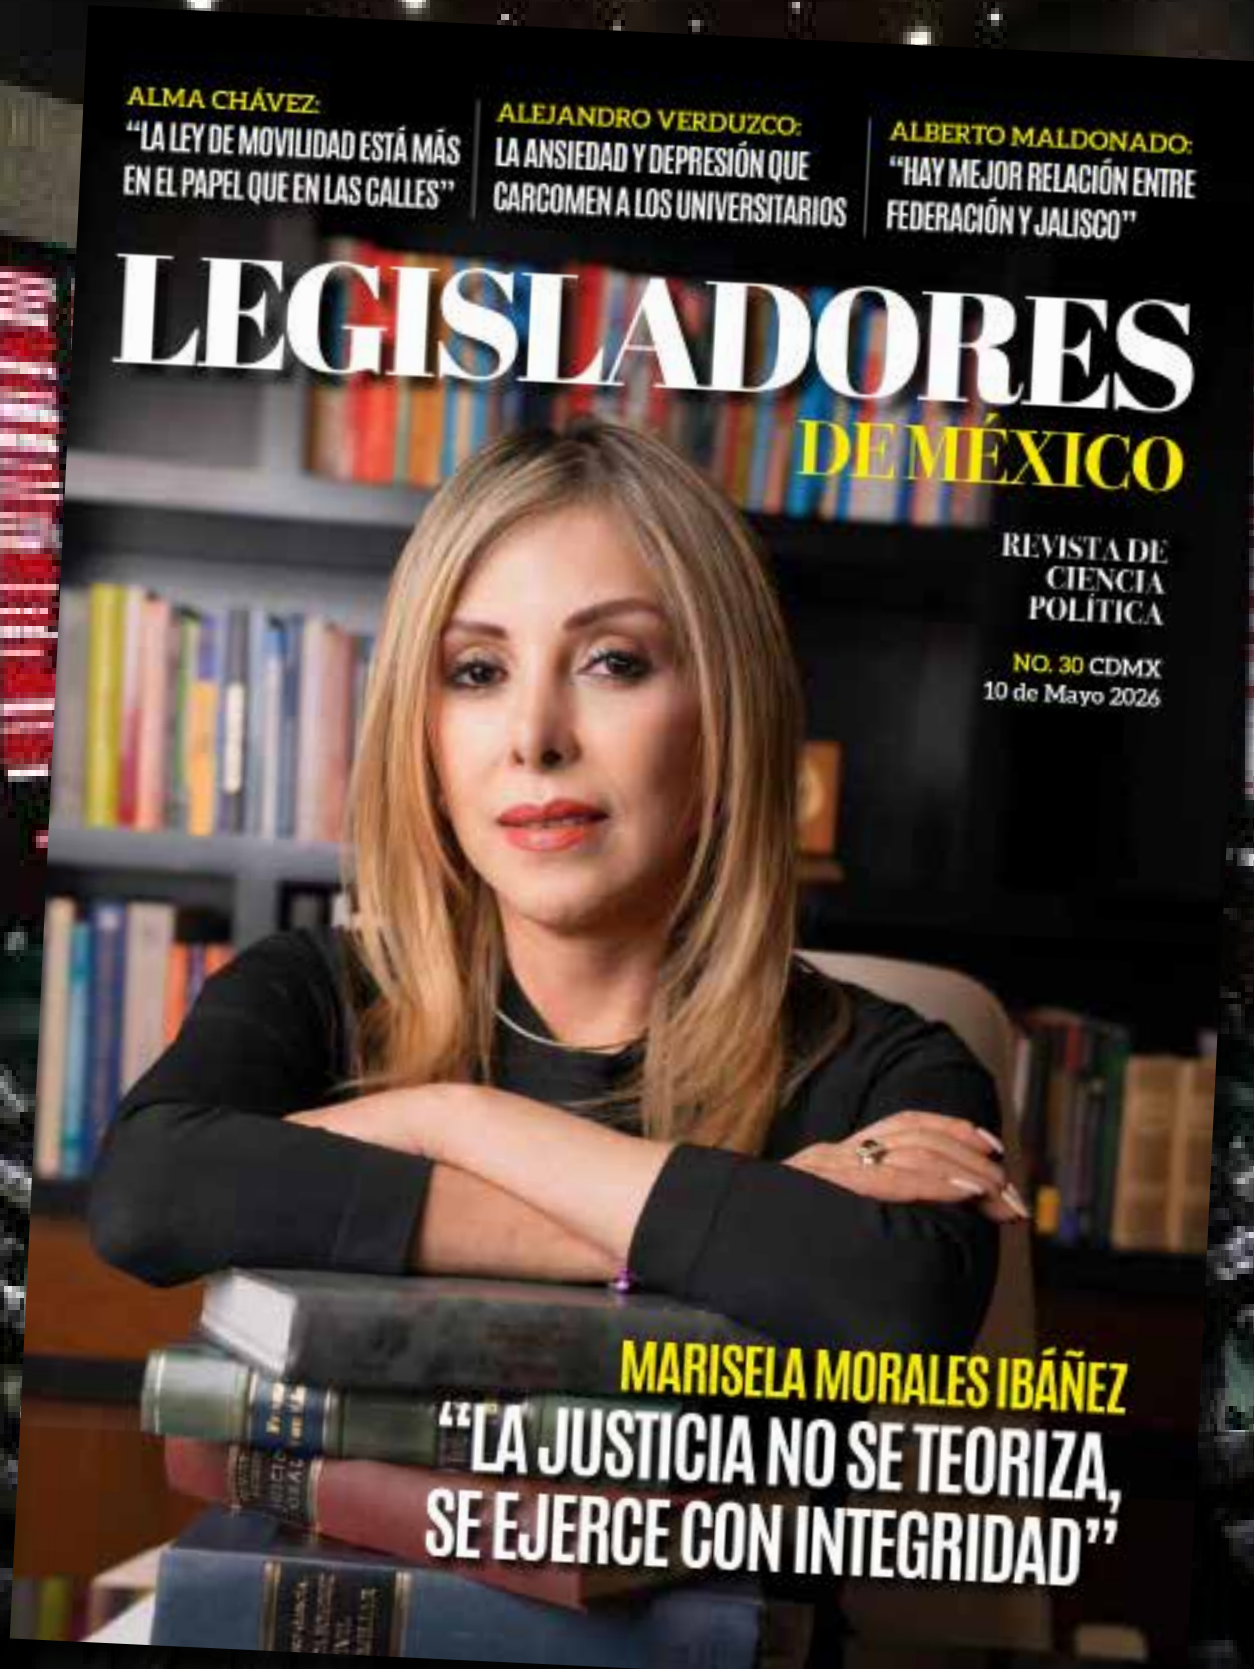 ALMA CHÁVEZ:
“LA LEY DE MOVILIDAD ESTÁ MÁS
EN EL PAPEL QUE EN LAS CALLES”
ALEJANDRO VERDUZCO:
LA ANSIEDAD Y DEPRESIÓN QUE
CARCOMEN A LOS UNIVERSITARIOS
ALBERTO MALDONADO:
“HAY MEJOR RELACIÓN ENTRE
FEDERACIÓN Y JALISCO”
LEGISLADORES
DE MÉXICO
REVISTA DE
CIENCIA
POLÍTICA
NO. 30 CDMX
10 de Mayo 2026
MARISELA MORALES IBÁÑEZ
“LA JUSTICIA NO SE TEORIZA,
SE EJERCE CON INTEGRIDAD”